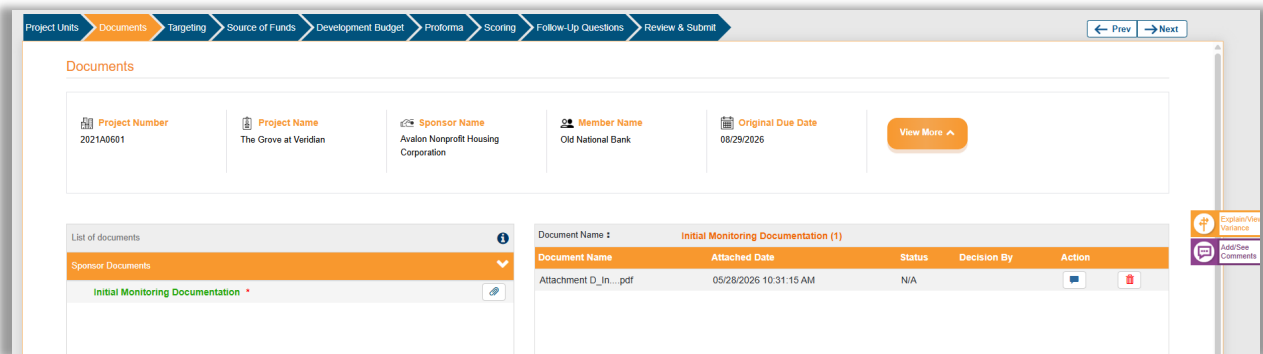 Project Units Documents Targeting Source of Funds Development Budget Proforma Scoring Follow-Up Questions Review & Submit Prev Next
Documents
Project Number Project Name Sponsor Name Member Name Original Due Date View More
2021A0601 The Grove at Veridian Avalon Nonprofit Housing Old National Bank 08/29/2026
Corporation
Explain/View
Variance
Add/See
Comments
List of documents
Sponsor Documents
Initial Monitoring Documentation *
Document Name : Initial Monitoring Documentation (1)
Document Name Attached Date Status Decision By Action
Attachment D_In....pdf 05/28/2026 10:31:15 AM N/A